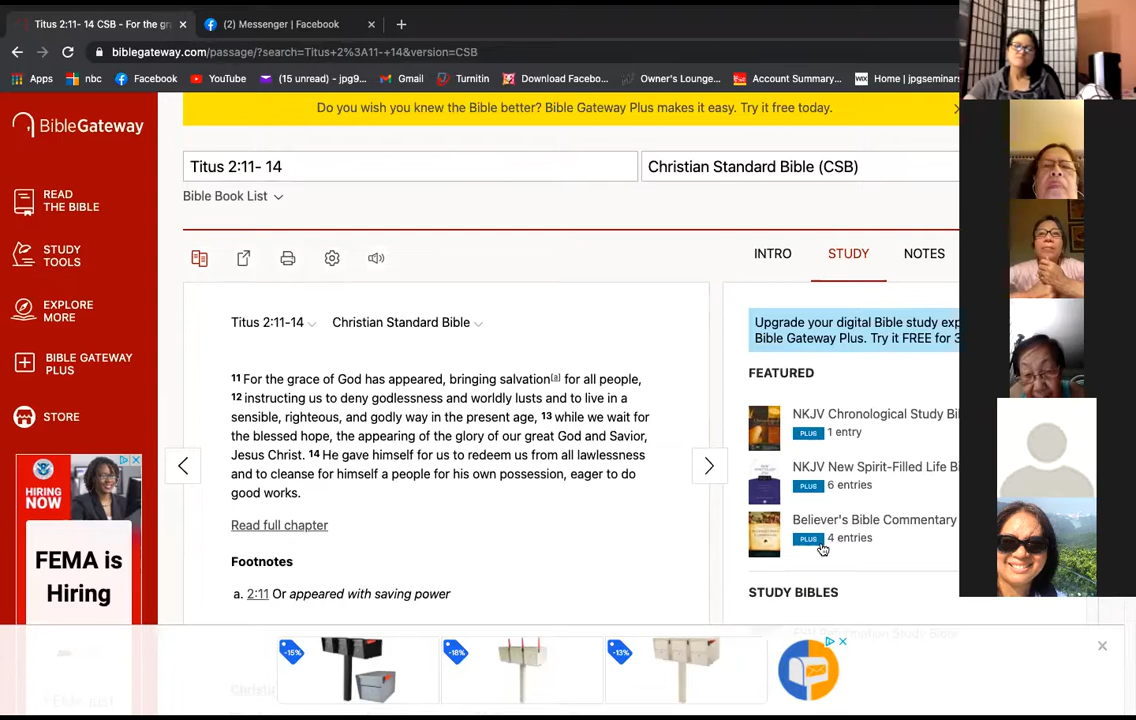 Titus 2:11- 14 CSB - For the gr
(2) Messenger | Facebook
biblegateway.com/passage/?search=Titus+2%3A11-+14&version=CSB
Apps
nbc
Facebook
YouTube
(15 unread) - jpg9...
Gmail
Turnitin
Download Facebo...
Owner's Lounge...
Account Summary...
WIX
Home | jpgseminars
Do you wish you knew the Bible better? Bible Gateway Plus makes it easy. Try it free today.
BibleGateway
READ
THE BIBLE
STUDY
TOOLS
EXPLORE
MORE
BIBLE GATEWAY
PLUS
STORE
HIRING
NOW
FEMA is
Hiring
Titus 2:11- 14
Christian Standard Bible (CSB)
Bible Book List
INTRO
STUDY
NOTES
Titus 2:11-14
Christian Standard Bible
11 For the grace of God has appeared, bringing salvation[a] for all people,
12 instructing us to deny godlessness and worldly lusts and to live in a
sensible, righteous, and godly way in the present age, 13 while we wait for
the blessed hope, the appearing of the glory of our great God and Savior,
Jesus Christ. 14 He gave himself for us to redeem us from all lawlessness
and to cleanse for himself a people for his own possession, eager to do
good works.
Read full chapter
Footnotes
a. 2:11 Or appeared with saving power
Upgrade your digital Bible study exp
Bible Gateway Plus. Try it FREE for 3
FEATURED
NKJV Chronological Study Bi
PLUS 1 entry
NKJV New Spirit-Filled Life Bi
PLUS 6 entries
Believer's Bible Commentary
PLUS 4 entries
STUDY BIBLES
-15%
-18%
-13%